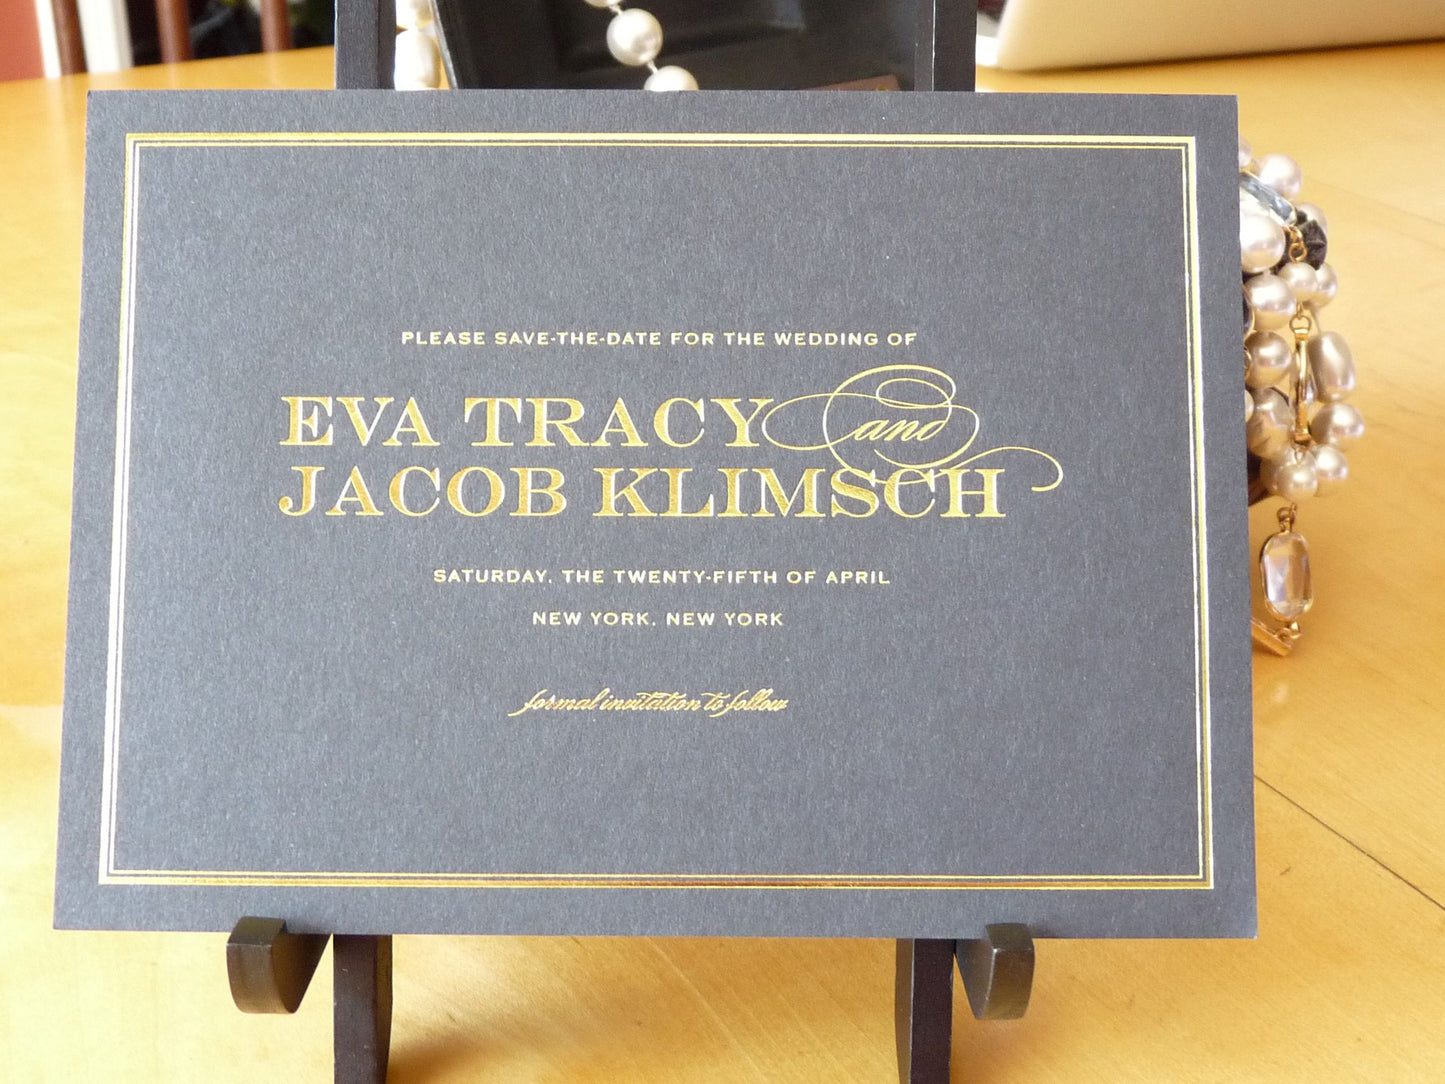 PLEASE SAVE-THE-DATE FOR THE WEDDING OF
EVA TRACY and
JACOB KLIMSCH
SATURDAY, THE TWENTY-FIFTH OF APRIL
NEW YORK, NEW YORK
formal invitation to follow